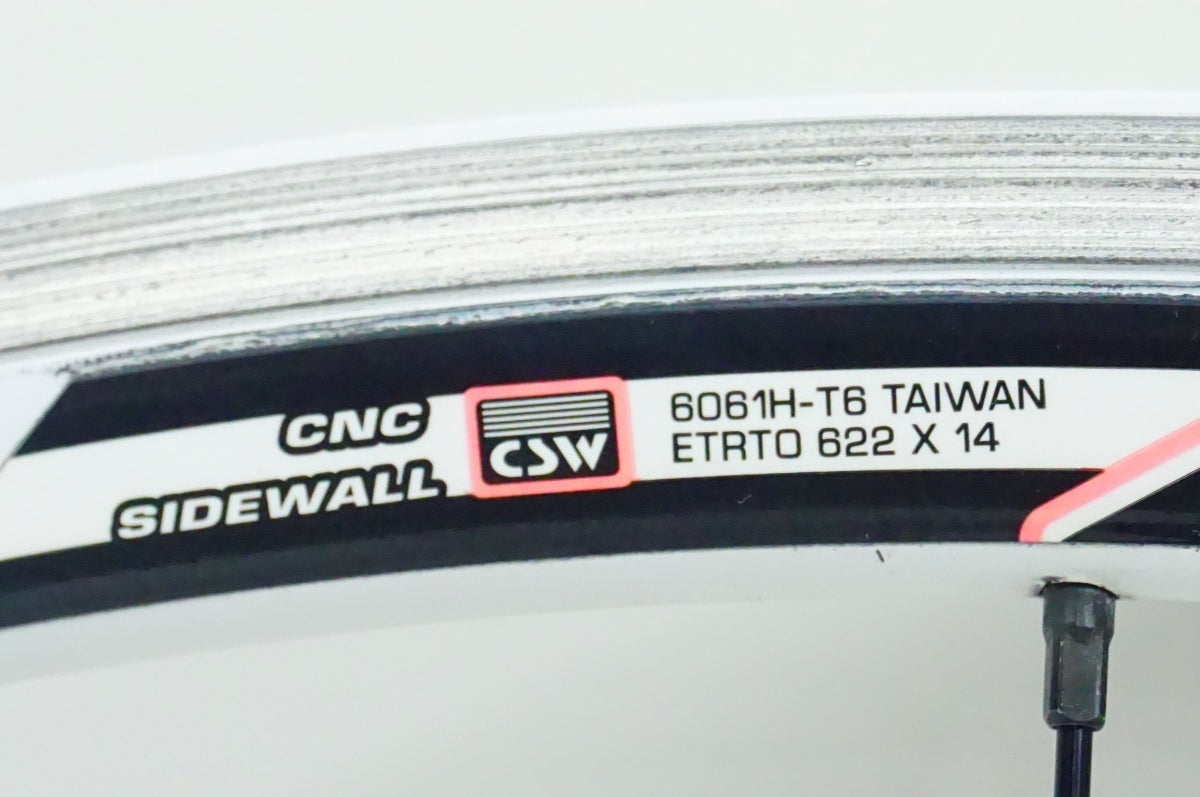 CNC
SIDEWALL
CSW
6061H-T6 TAIWAN
ETRTO 622 X 14